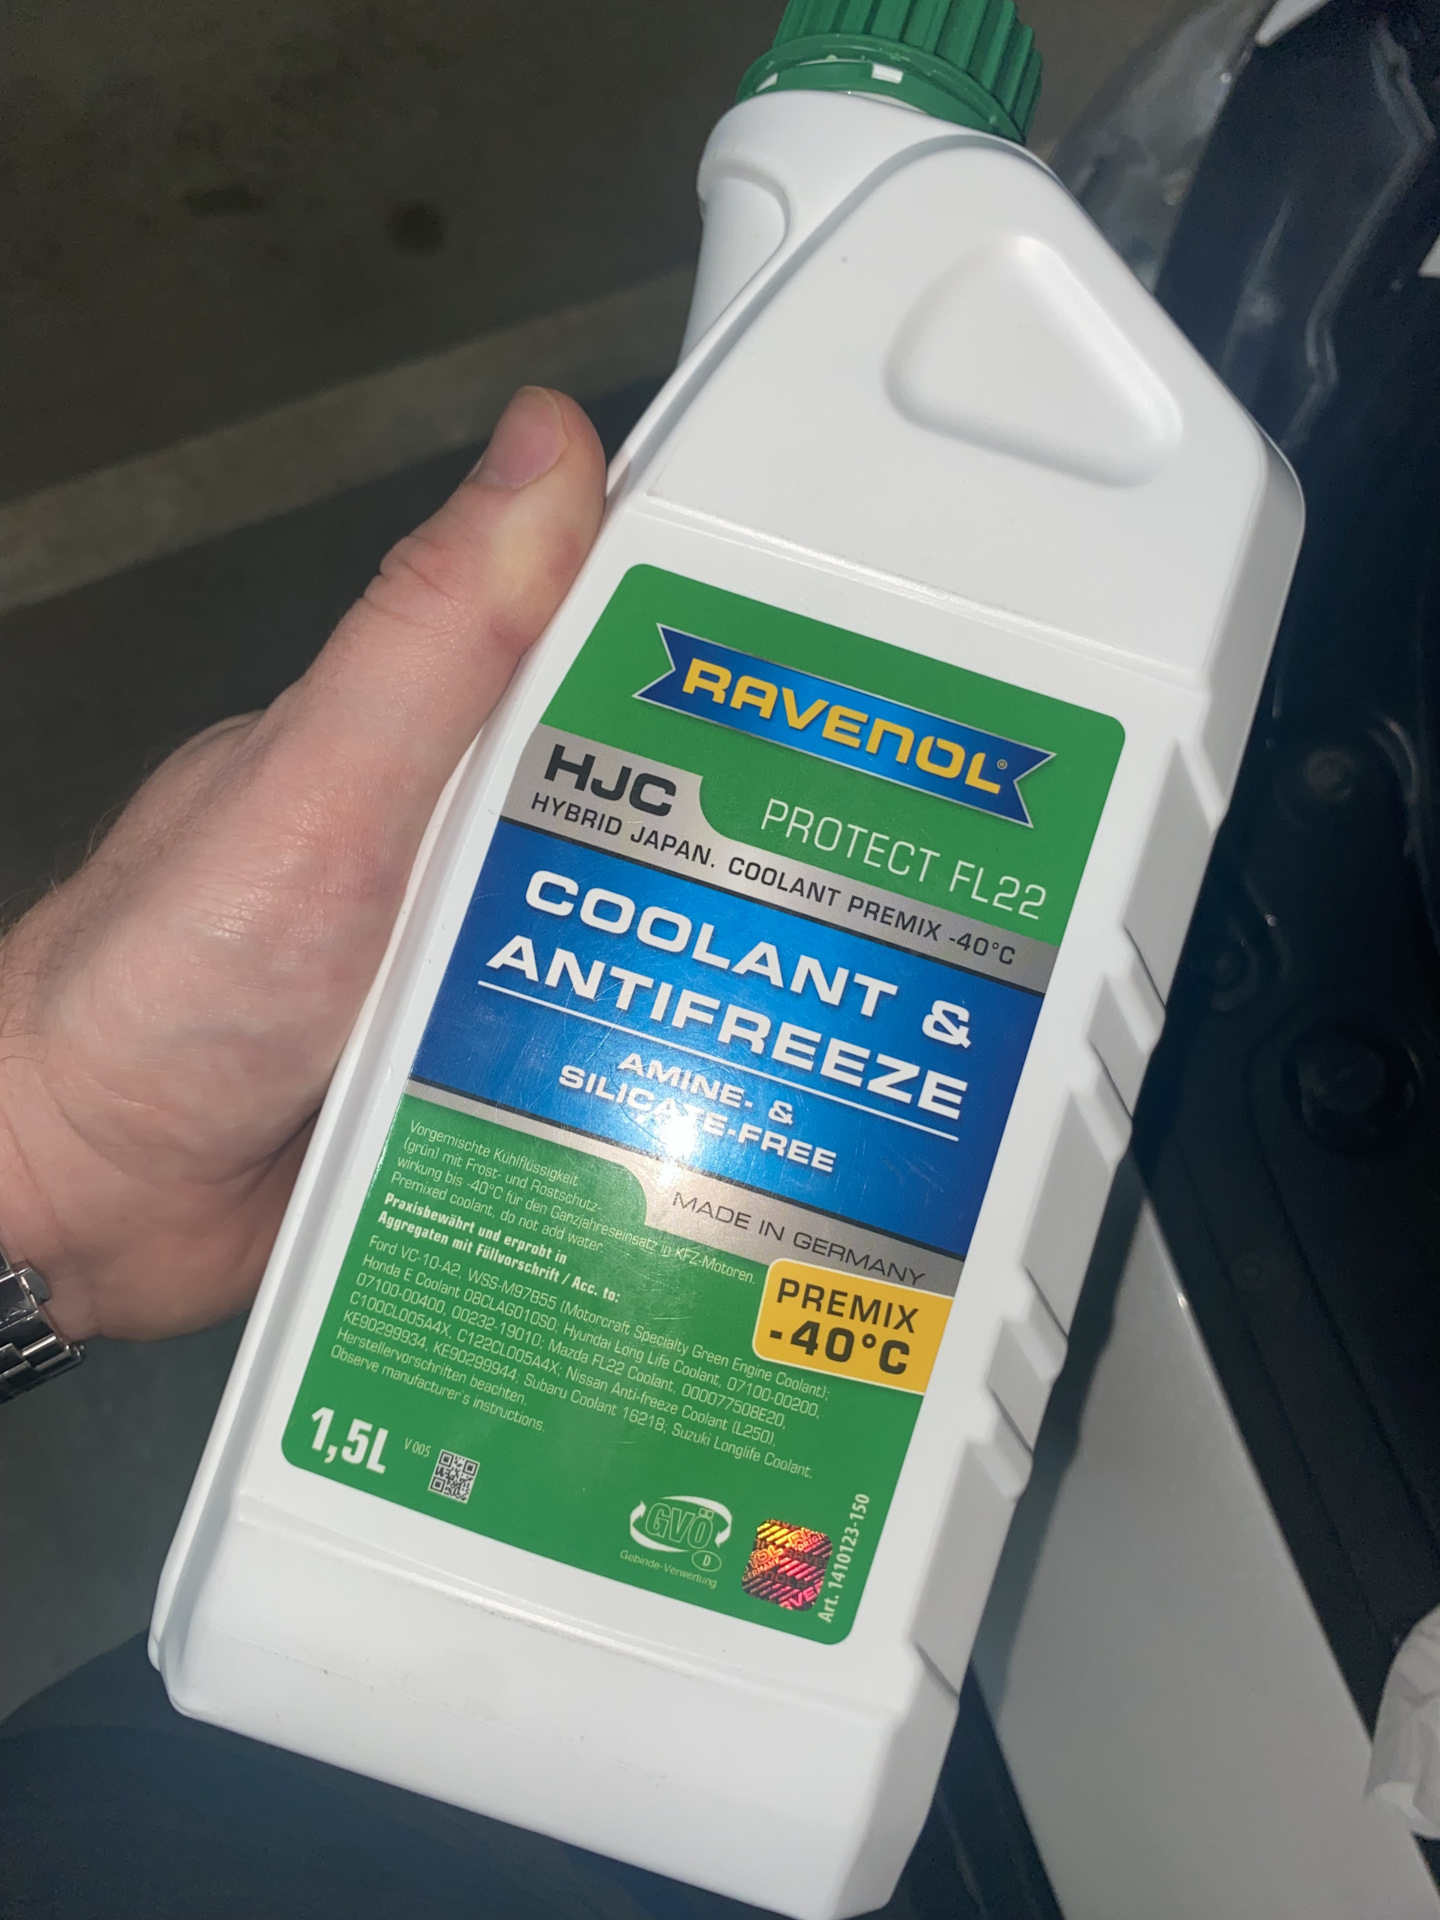 RAVENOL®
HJC
PROTECT FL22
HYBRID JAPAN. COOLANT PREMIX -40°C
COOLANT &
ANTIFREEZE
AMINE- &
SILICATE-FREE
MADE IN GERMANY
PREMIX
-40°C
Vorgemischte Kühlflüssigkeit
(grün) mit Frost- und Rostschutz-
wirkung bis -40°C für den Ganzjahreseinsatz in KFZ-Motoren.
Premixed coolant, do not add water.
Praxisbewährt und erprobt in
Aggregaten mit Füllvorschrift / Acc. to:
Ford VC-10-A2, WSS-M97B55 (Motorcraft Specialty Green Engine Coolant);
Honda E Coolant 08CLAG010S0, Hyundai Long Life Coolant, 07100-00200,
07100-00400, 00232-19010; Mazda FL22 Coolant, 000077508E20,
C100CL005A4X, C122CL005A4X; Nissan Anti-freeze Coolant (L250),
KE90299934, KE90299944; Subaru Coolant 16218; Suzuki Longlife Coolant.
Herstellervorschriften beachten.
Observe manufacturer's instructions.
1,5L
V 005
GVÖ
D
Gebinde-Verwertung
Art. 1410123-150